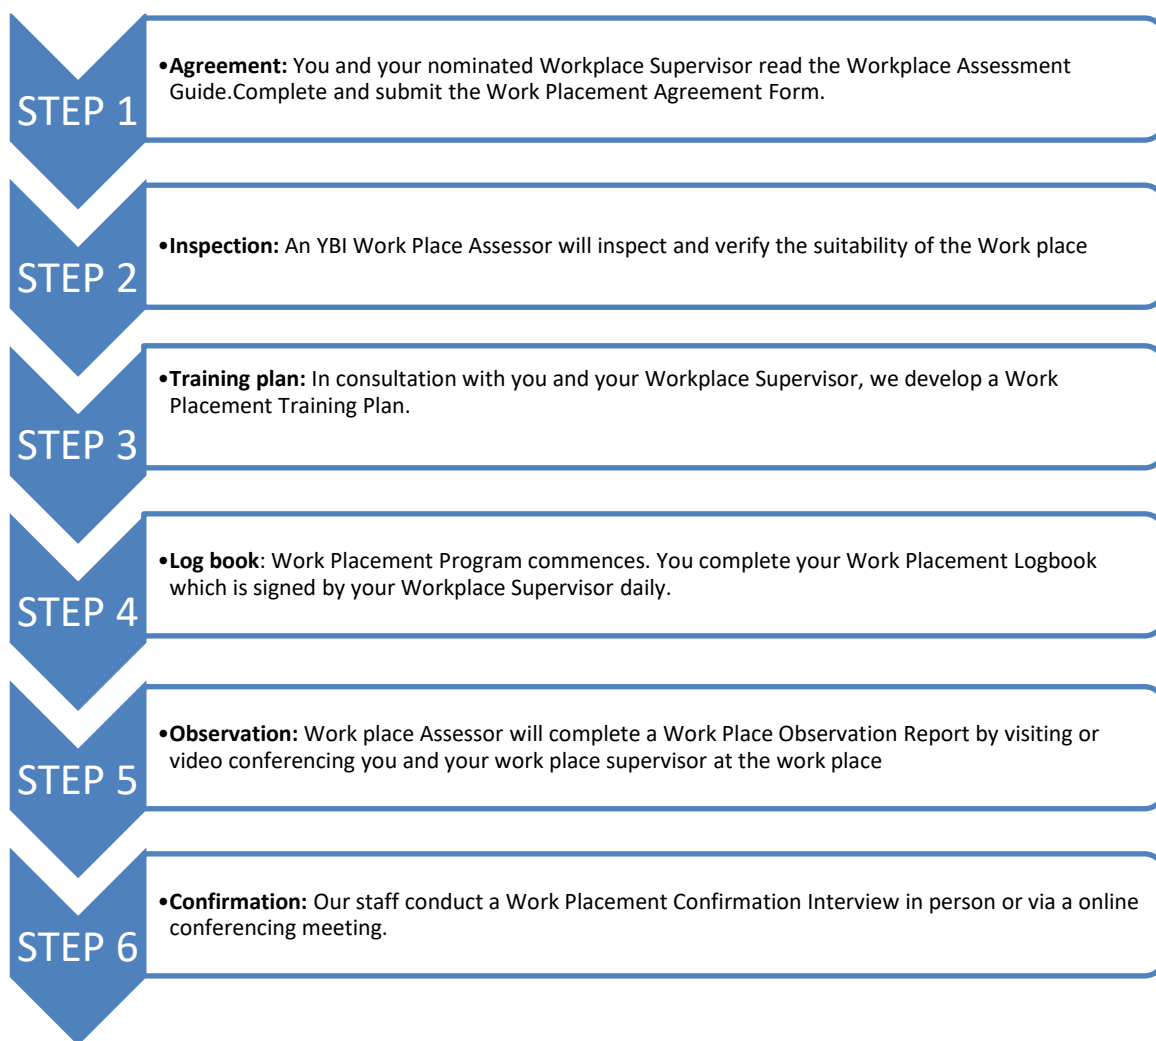 STEP 1
•Agreement: You and your nominated Workplace Supervisor read the Workplace Assessment
Guide.Complete and submit the Work Placement Agreement Form.
STEP 2
•Inspection: An YBI Work Place Assessor will inspect and verify the suitability of the Work place
STEP 3
•Training plan: In consultation with you and your Workplace Supervisor, we develop a Work
Placement Training Plan.
STEP 4
•Log book: Work Placement Program commences. You complete your Work Placement Logbook
which is signed by your Workplace Supervisor daily.
STEP 5
•Observation: Work place Assessor will complete a Work Place Observation Report by visiting or
video conferencing you and your work place supervisor at the work place
STEP 6
•Confirmation: Our staff conduct a Work Placement Confirmation Interview in person or via a online
conferencing meeting.